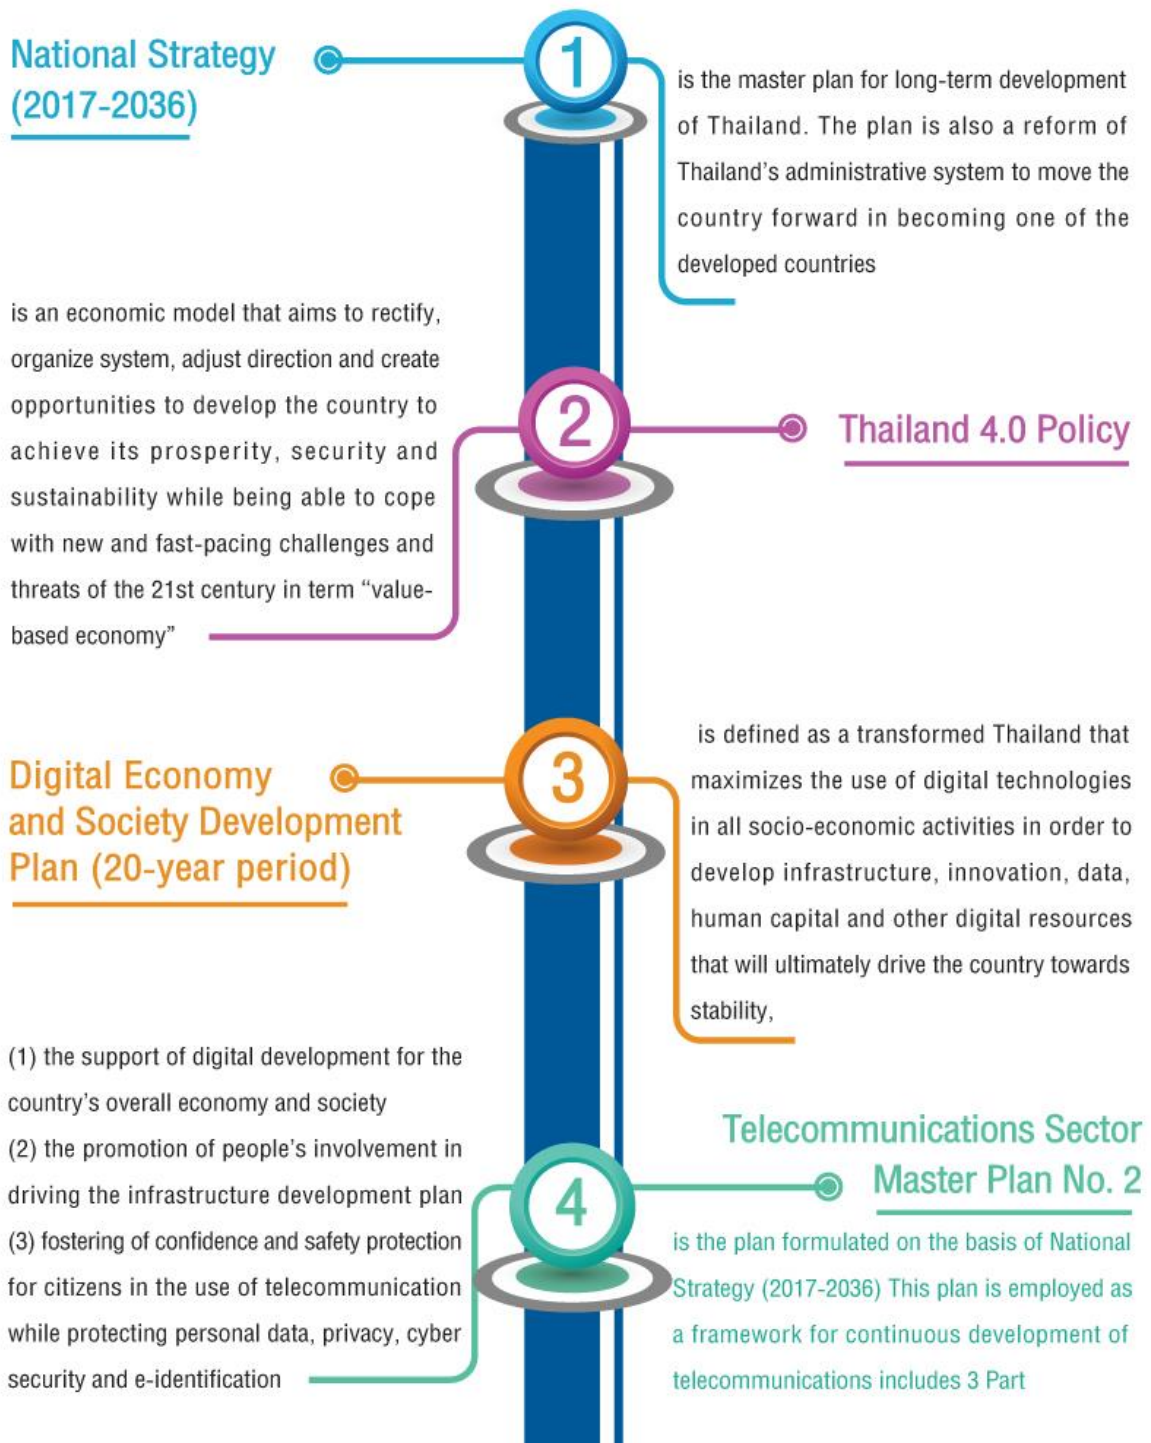 National Strategy
(2017-2036)
1
is the master plan for long-term development
of Thailand. The plan is also a reform of
Thailand's administrative system to move the
country forward in becoming one of the
developed countries
2
Thailand 4.0 Policy
is an economic model that aims to rectify,
organize system, adjust direction and create
opportunities to develop the country to
achieve its prosperity, security and
sustainability while being able to cope
with new and fast-pacing challenges and
threats of the 21st century in term “value-
based economy”
Digital Economy
and Society Development
Plan (20-year period)
3
is defined as a transformed Thailand that
maximizes the use of digital technologies
in all socio-economic activities in order to
develop infrastructure, innovation, data,
human capital and other digital resources
that will ultimately drive the country towards
stability,
4
Telecommunications Sector
Master Plan No. 2
is the plan formulated on the basis of National
Strategy (2017-2036) This plan is employed as
a framework for continuous development of
telecommunications includes 3 Part
(1) the support of digital development for the
country's overall economy and society
(2) the promotion of people's involvement in
driving the infrastructure development plan
(3) fostering of confidence and safety protection
for citizens in the use of telecommunication
while protecting personal data, privacy, cyber
security and e-identification